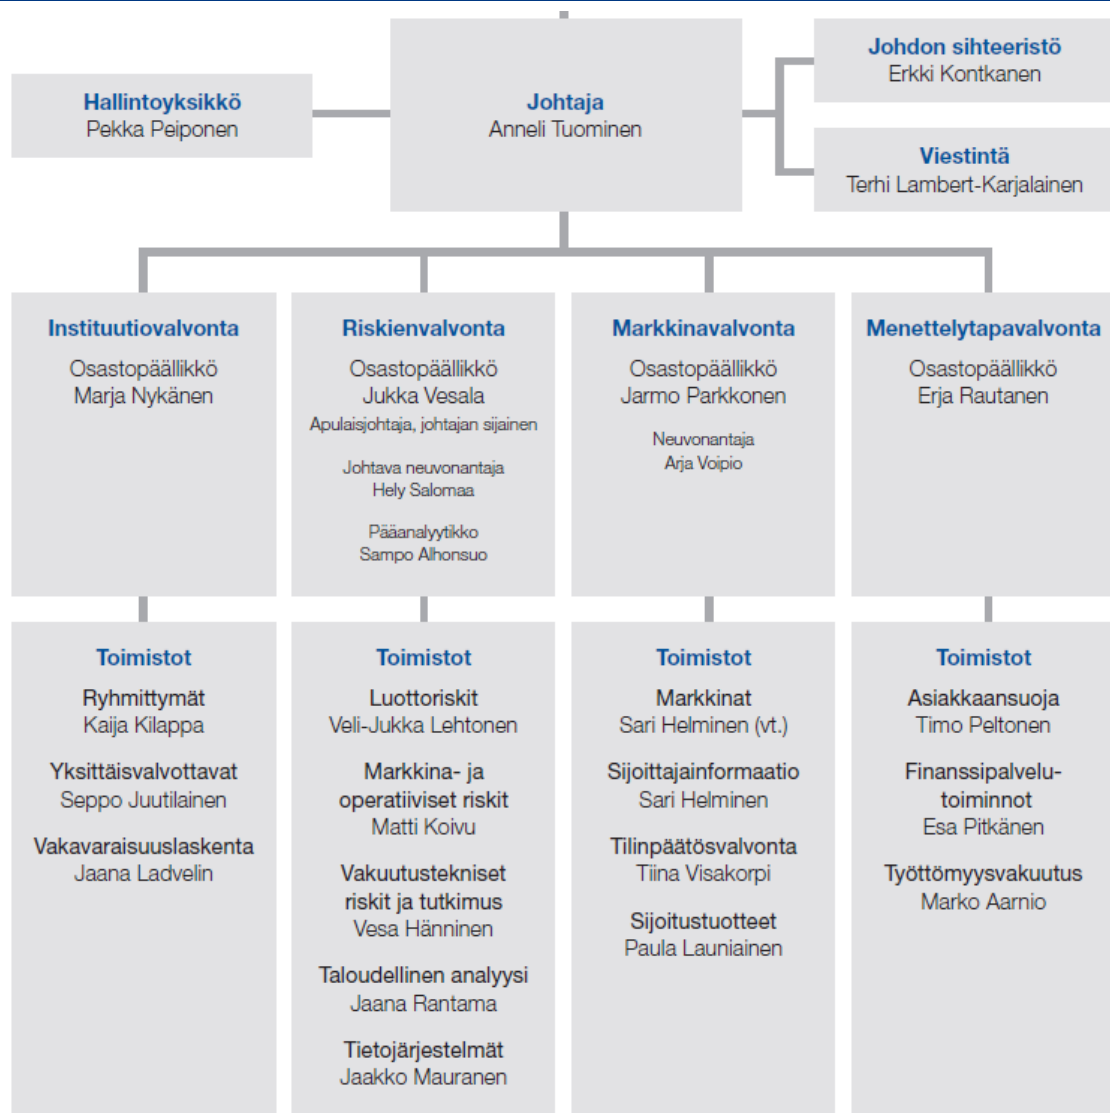 Hallintoyksikkö
Pekka Peiponen
Johtaja
Anneli Tuominen
Johdon sihteeristö
Erkki Kontkanen
Viestintä
Terhi Lambert-Karjalainen
Instituutiovalvonta
Osastopäällikkö
Marja Nykänen
Riskienvalvonta
Osastopäällikkö
Jukka Vesala
Apulaisjohtaja, johtajan sijainen
Johtava neuvonantaja
Hely Salomaa
Pääanalyytikko
Sampo Alhonsuo
Markkinavalvonta
Osastopäällikkö
Jarmo Parkkonen
Neuvonantaja
Arja Voipio
Menettelytapavalvonta
Osastopäällikkö
Erja Rautanen
Toimistot
Ryhmittymät
Kaija Kilappa
Yksittäisvalvottavat
Seppo Juutilainen
Vakavaraisuuslaskenta
Jaana Ladvelin
Toimistot
Luottoriskit
Veli-Jukka Lehtonen
Markkina- ja
operatiiviset riskit
Matti Koivu
Vakuutustekniset
riskit ja tutkimus
Vesa Hänninen
Taloudellinen analyysi
Jaana Rantama
Tietojärjestelmät
Jaakko Mauranen
Toimistot
Markkinat
Sari Helminen (vt.)
Sijoittajainformaatio
Sari Helminen
Tilinpäätösvalvonta
Tiina Visakorpi
Sijoitustuotteet
Paula Launiainen
Toimistot
Asiakkaansuoja
Timo Peltonen
Finanssipalvelu-
toiminnot
Esa Pitkänen
Työttömyysvakuutus
Marko Aarnio